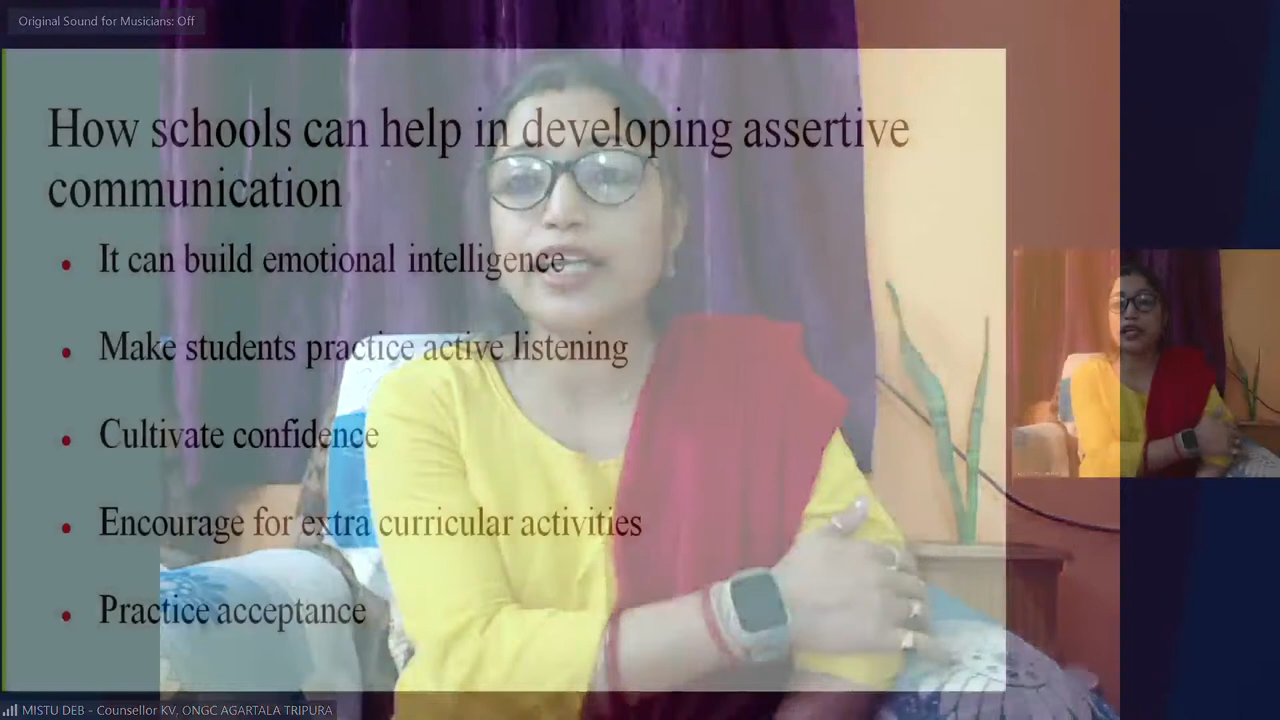 Original Sound for Musicians: Off
How schools can help in developing assertive
communication
• It can build emotional intelligence
• Make students practice active listening
• Cultivate confidence
• Encourage for extra curricular activities
• Practice acceptance
MISTU DEB - Counsellor KV, ONGC AGARTALA TRIPURA